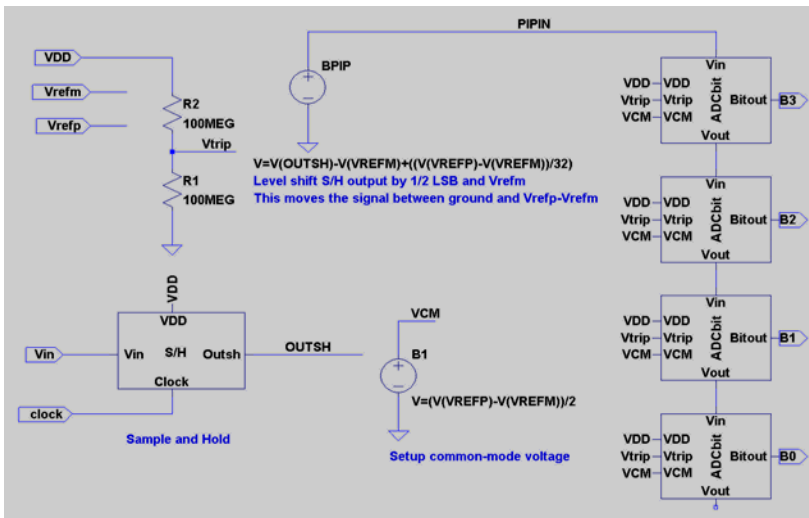 PIPIN
VDD
Vrefm
Vrefp
R2
100MEG
Vtrip
R1
100MEG
BPIP
V=V(OUTSH)-V(VREFM)+((V(VREFP)-V(VREFM))/32)
Level shift S/H output by 1/2 LSB and Vrefm
This moves the signal between ground and Vrefp-Vrefm
VDD
VDD
Vin
Vin
S/H
Outsh
OUTSH
Clock
clock
Sample and Hold
VCM
B1
V=(V(VREFP)-V(VREFM))/2
Setup common-mode voltage
Vin
VDD VDD
Vtrip Vtrip
VCM VCM
ADCbit
Bitout B3
Vout
Vin
VDD VDD
Vtrip Vtrip
VCM VCM
ADCbit
Bitout B2
Vout
Vin
VDD VDD
Vtrip Vtrip
VCM VCM
ADCbit
Bitout B1
Vout
Vin
VDD VDD
Vtrip Vtrip
VCM VCM
ADCbit
Bitout B0
Vout